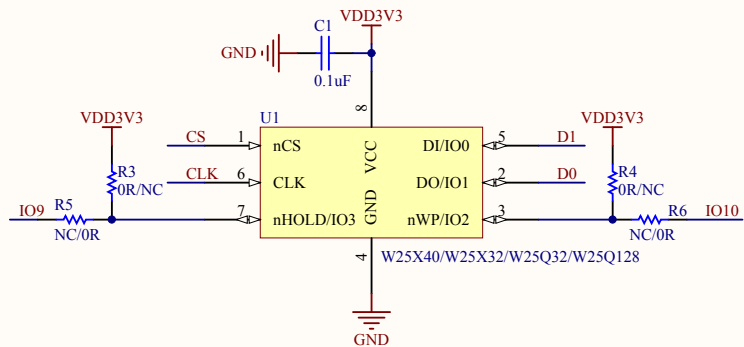 VDD3V3
C1
GND
0.1uF
8
U1
VDD3V3
VDD3V3
CS 1 nCS VCC DI/IO0 5 D1
R3
0R/NC
R4
0R/NC
CLK 6 CLK DO/IO1 2 D0
IO9 R5 7 nHOLD/IO3 GND nWP/IO2 3 R6 IO10
NC/0R
NC/0R
4
W25X40/W25X32/W25Q32/W25Q128
GND